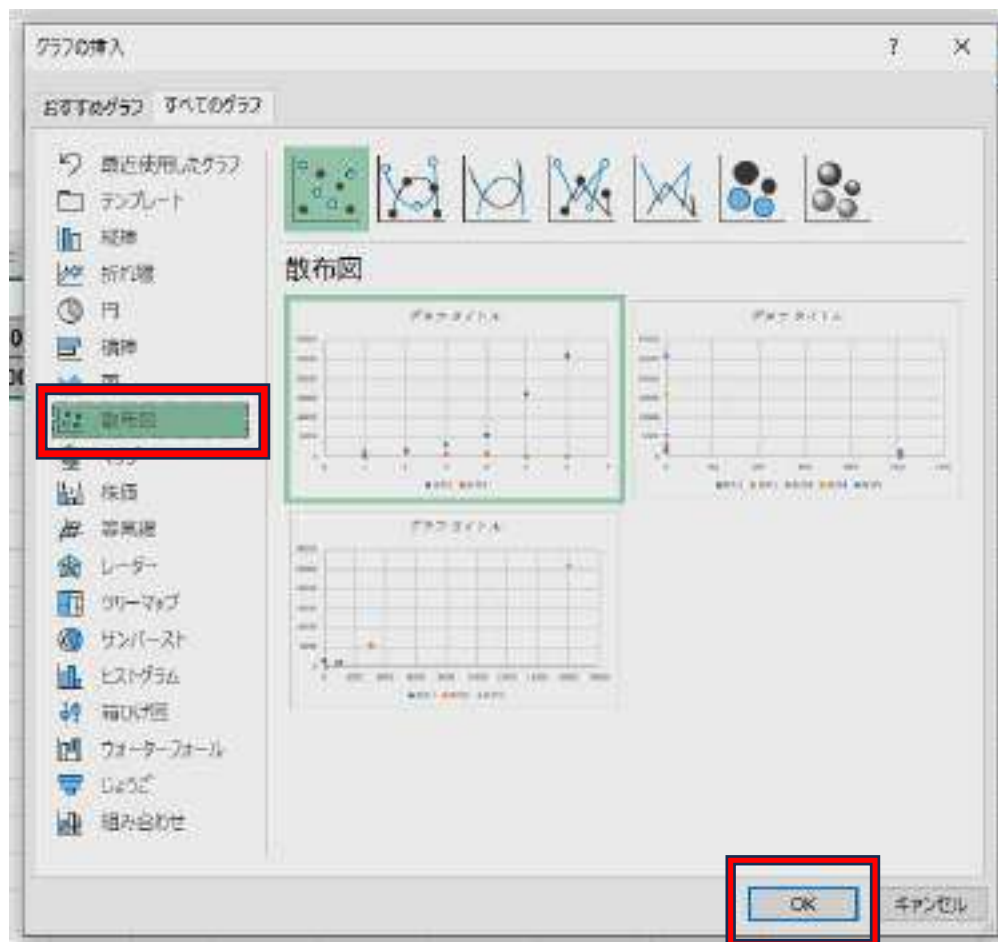 グラフの挿入
?
×
おすすめグラフ すべてのグラフ
最近使用したグラフ
テンプレート
縦棒
折れ線
円
横棒
面
散布図
マップ
株価
等高線
レーダー
ツリーマップ
サンバースト
ヒストグラム
箱ひげ図
ウォーターフォール
じょうご
組み合わせ
散布図
グラフ タイトル
グラフ タイトル
グラフ タイトル
OK
キャンセル